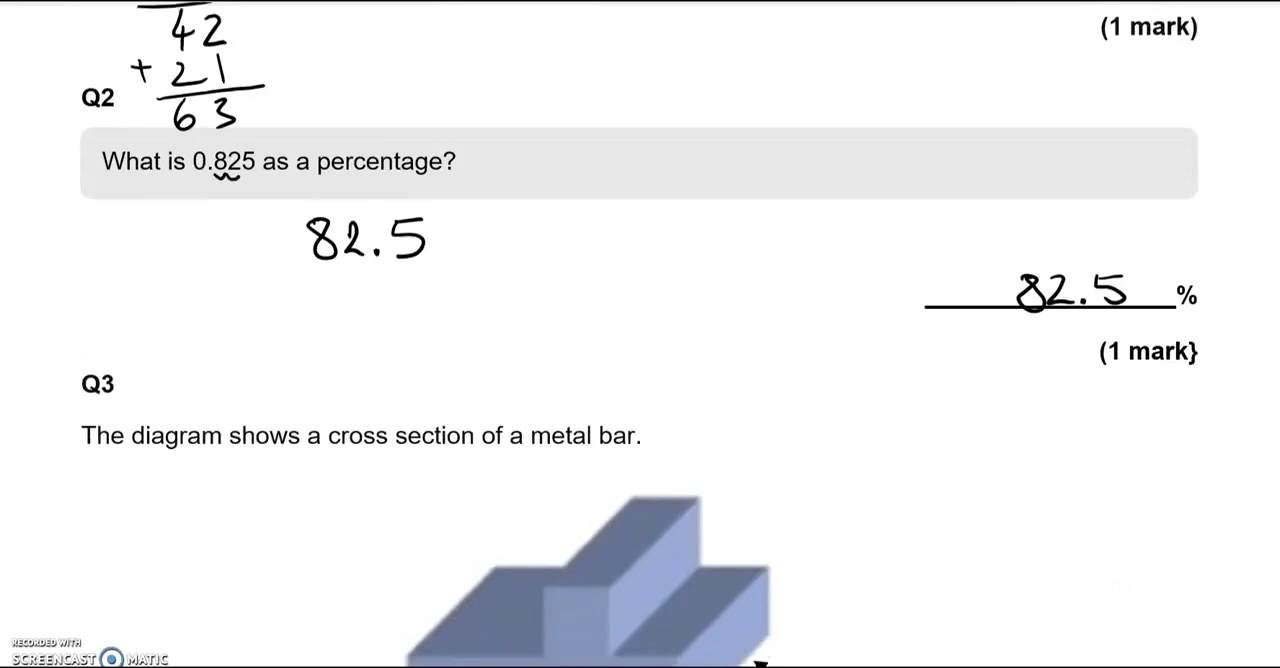 42
(1 mark)
+ 21
Q2
63
What is 0.825 as a percentage?
82.5
82.5 %
(1 mark}
Q3
The diagram shows a cross section of a metal bar.
RECORDED WITH
SCREENCAST MATIC